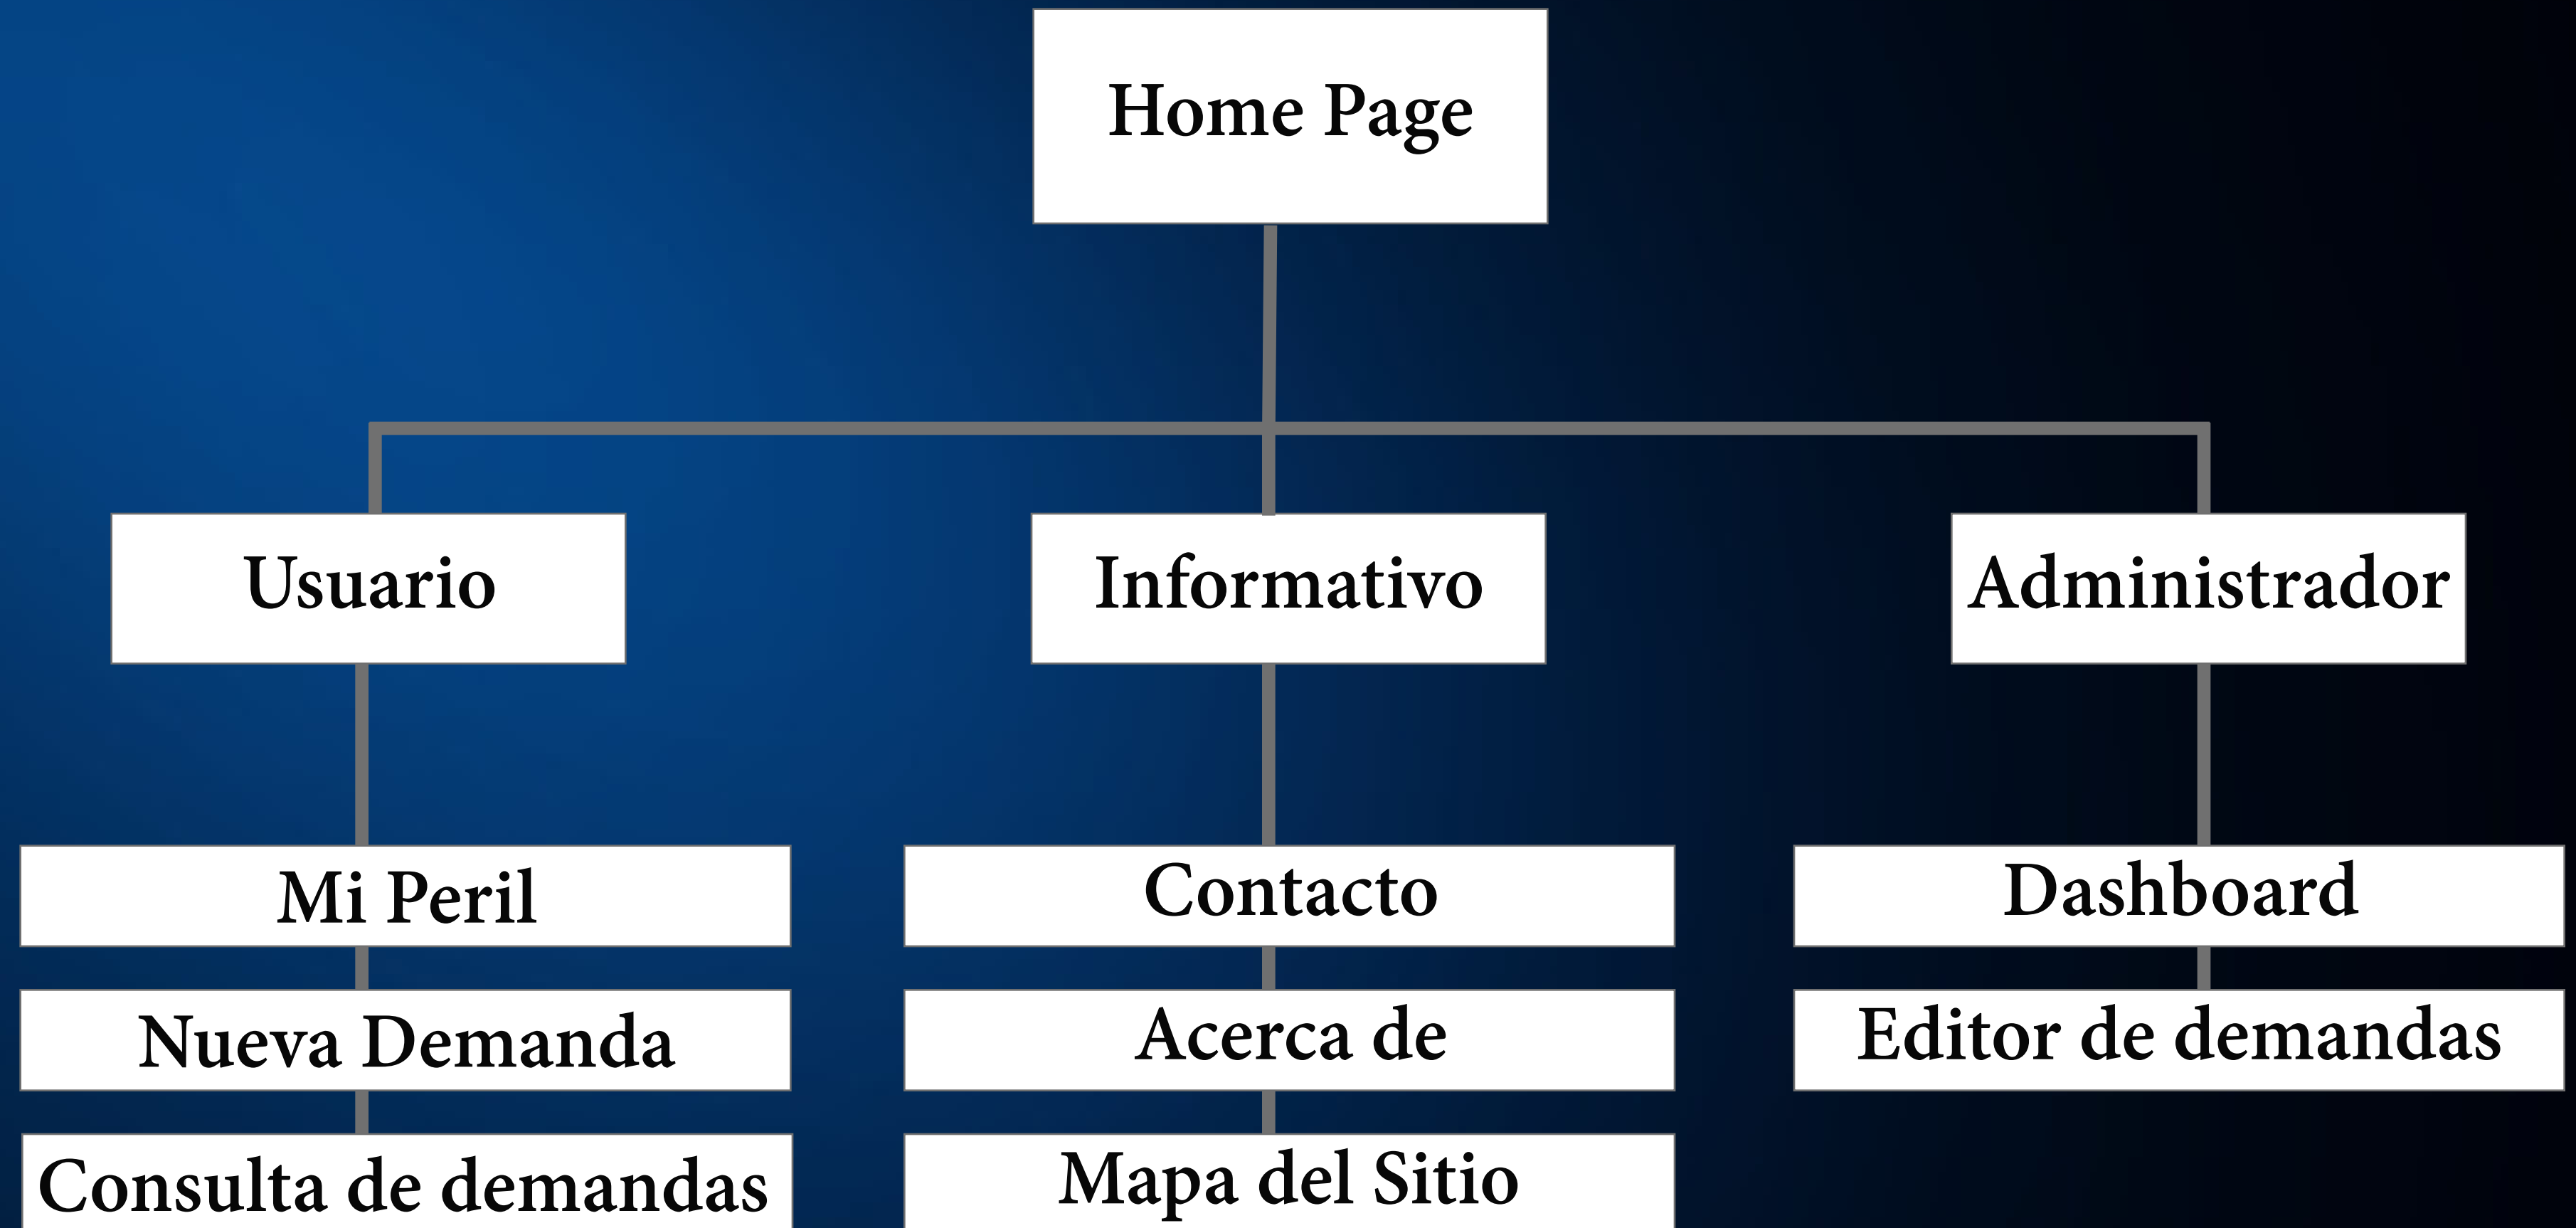 Home Page
Usuario
Informativo
Administrador
Mi Peril
Contacto
Dashboard
Nueva Demanda
Acerca de
Editor de demandas
Consulta de demandas
Mapa del Sitio